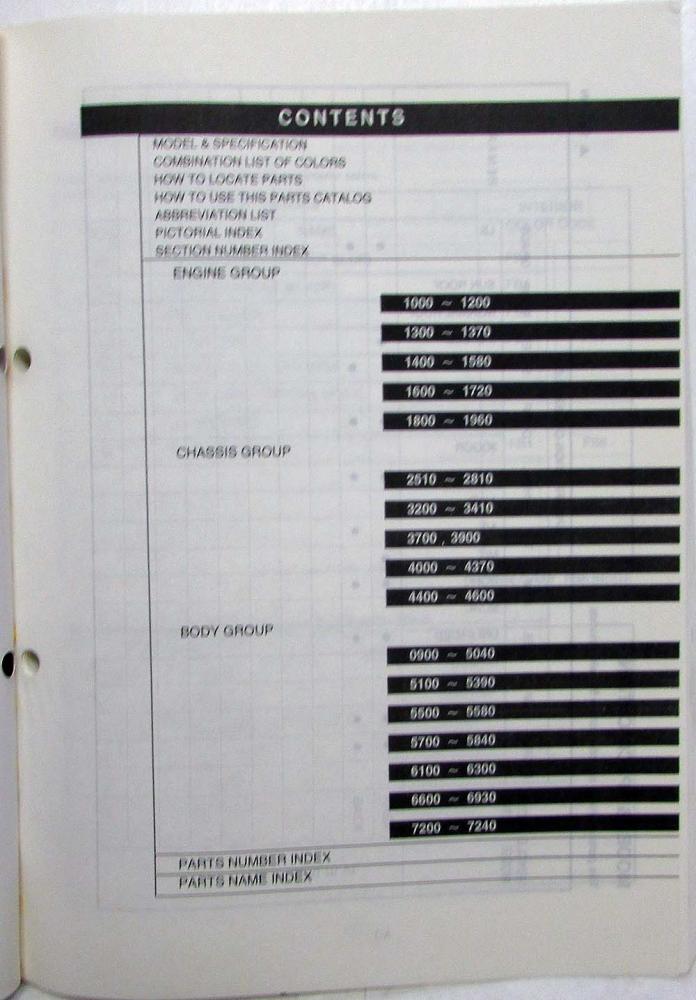 CONTENTS
MODEL & SPECIFICATION
COMBINATION LIST OF COLORS
HOW TO LOCATE PARTS
HOW TO USE THIS PARTS CATALOG
ABBREVIATION LIST
PICTORIAL INDEX
SECTION NUMBER INDEX
ENGINE GROUP
1000 ~ 1200
1300 ~ 1370
1400 ~ 1580
1600 ~ 1720
1800 ~ 1960
CHASSIS GROUP
2510 ~ 2810
3200 ~ 3410
3700 , 3900
4000 ~ 4370
4400 ~ 4600
BODY GROUP
0900 ~ 5040
5100 ~ 5390
5500 ~ 5580
5700 ~ 5840
6100 ~ 6300
6600 ~ 6930
7200 ~ 7240
PARTS NUMBER INDEX
PARTS NAME INDEX